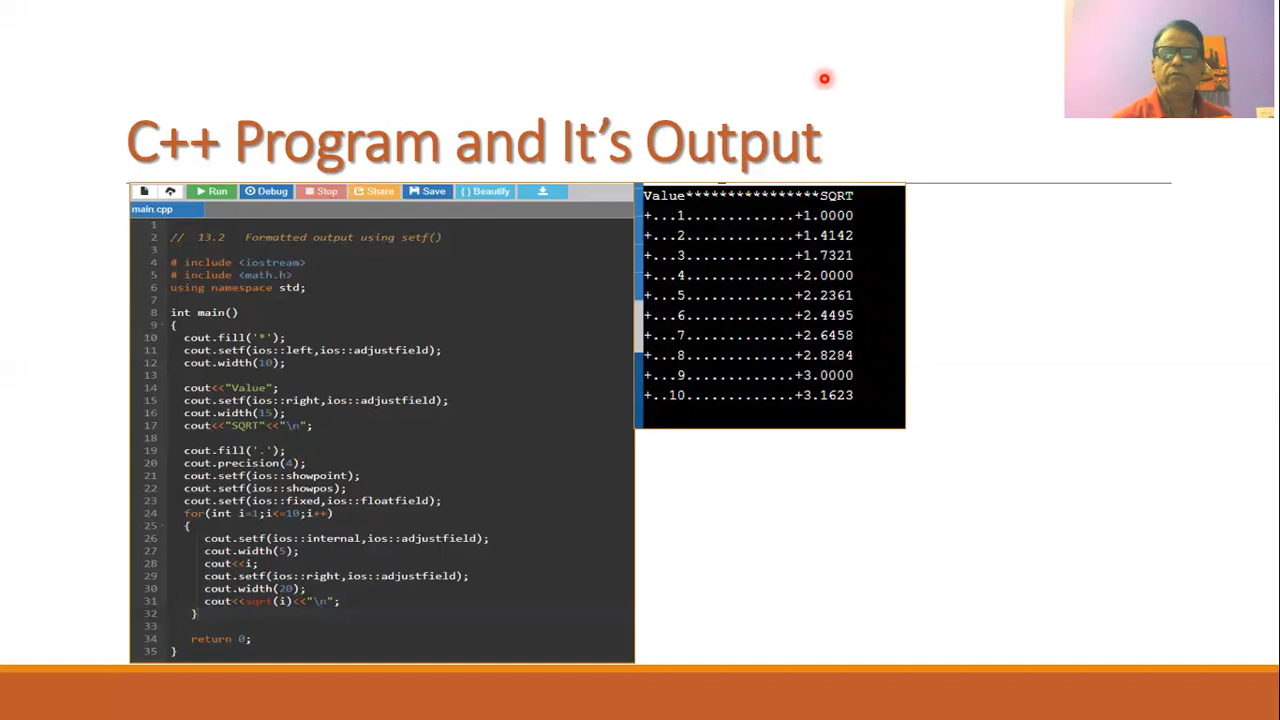 C++ Program and It's Output
Run Debug Stop Share Save { } Beautify
main.cpp
1
2 // 13.2 Formatted output using setf()
3
4 # include <iostream>
5 # include <math.h>
6 using namespace std;
7
8 int main()
9 {
10 cout.fill('*');
11 cout.setf(ios::left,ios::adjustfield);
12 cout.width(10);
13
14 cout<<"Value";
15 cout.setf(ios::right,ios::adjustfield);
16 cout.width(15);
17 cout<<"SQRT"<<"\n";
18
19 cout.fill('.');
20 cout.precision(4);
21 cout.setf(ios::showpoint);
22 cout.setf(ios::showpos);
23 cout.setf(ios::fixed,ios::floatfield);
24 for(int i=1;i<=10;i++)
25 {
26 cout.setf(ios::internal,ios::adjustfield);
27 cout.width(5);
28 cout<<i;
29 cout.setf(ios::right,ios::adjustfield);
30 cout.width(20);
31 cout<<sqrt(i)<<"\n";
32 }
33
34 return 0;
35 }
Value****************SQRT
+...1.............+1.0000
+...2.............+1.4142
+...3.............+1.7321
+...4.............+2.0000
+...5.............+2.2361
+...6.............+2.4495
+...7.............+2.6458
+...8.............+2.8284
+...9.............+3.0000
+..10.............+3.1623